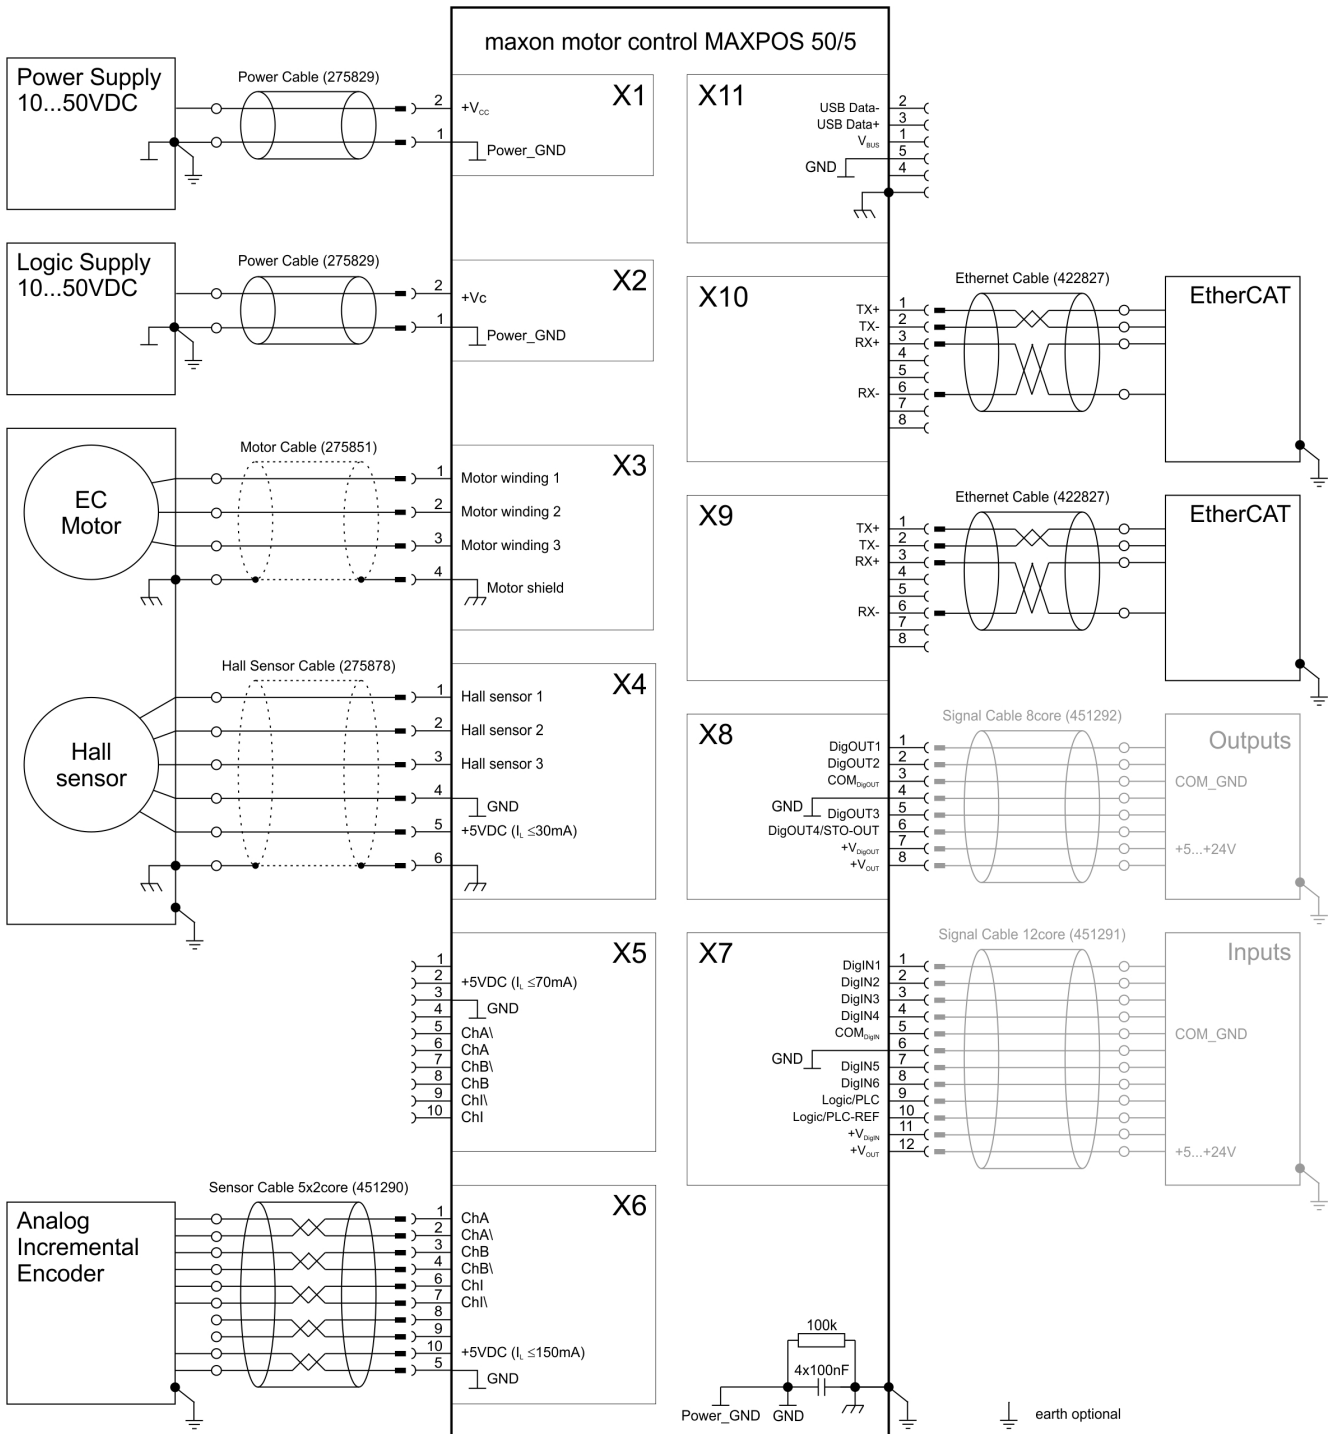 maxon motor control MAXPOS 50/5
Power Supply
10...50VDC
Power Cable (275829)
X1
2 +Vcc
1 Power_GND
Logic Supply
10...50VDC
Power Cable (275829)
X2
2 +Vc
1 Power_GND
EC
Motor
Motor Cable (275851)
X3
1 Motor winding 1
2 Motor winding 2
3 Motor winding 3
4 Motor shield
Hall
sensor
Hall Sensor Cable (275878)
X4
1 Hall sensor 1
2 Hall sensor 2
3 Hall sensor 3
4 GND
5 +5VDC (IL ≤30mA)
6
X5
1
2 +5VDC (IL ≤70mA)
3 GND
4
5 ChA\
6 ChA
7 ChB\
8 ChB
9 ChI\
10 ChI
Analog
Incremental
Encoder
Sensor Cable 5x2core (451290)
X6
1 ChA
2 ChA\
3 ChB
4 ChB\
6 ChI
7 ChI\
8
9
10 +5VDC (IL ≤150mA)
5 GND
X11
USB Data- 2
USB Data+ 3
VBUS 1
GND 5
4
X10
Ethernet Cable (422827)
EtherCAT
TX+ 1
TX- 2
RX+ 3
4
5
RX- 6
7
8
X9
Ethernet Cable (422827)
EtherCAT
TX+ 1
TX- 2
RX+ 3
4
5
RX- 6
7
8
X8
Signal Cable 8core (451292)
Outputs
DigOUT1 1
DigOUT2 2
COMDigOUT 3 COM_GND
GND 4
DigOUT3 5
DigOUT4/STO-OUT 6
+VDigOUT 7 +5...+24V
+VOUT 8
X7
Signal Cable 12core (451291)
Inputs
DigIN1 1
DigIN2 2
DigIN3 3
DigIN4 4
COMDigIN 5 COM_GND
GND 6
DigIN5 7
DigIN6 8
Logic/PLC 9
Logic/PLC-REF 10
+VDigIN 11
+VOUT 12 +5...+24V
100k
4x100nF
Power_GND GND
earth optional